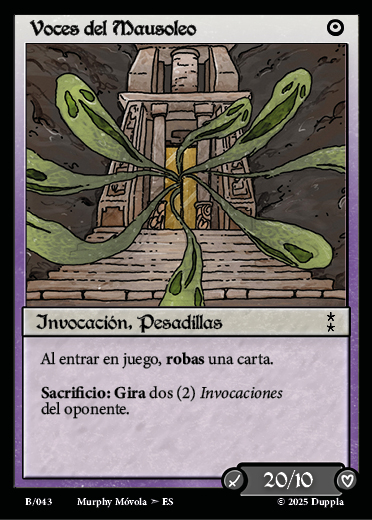 Voces del Mausoleo
Invocación, Pesadillas
Al entrar en juego, robas una carta.
Sacrificio: Gira dos (2) Invocaciones
del oponente.
20/10
B/043 Murphy Móvola ➣ ES © 2025 Duppla